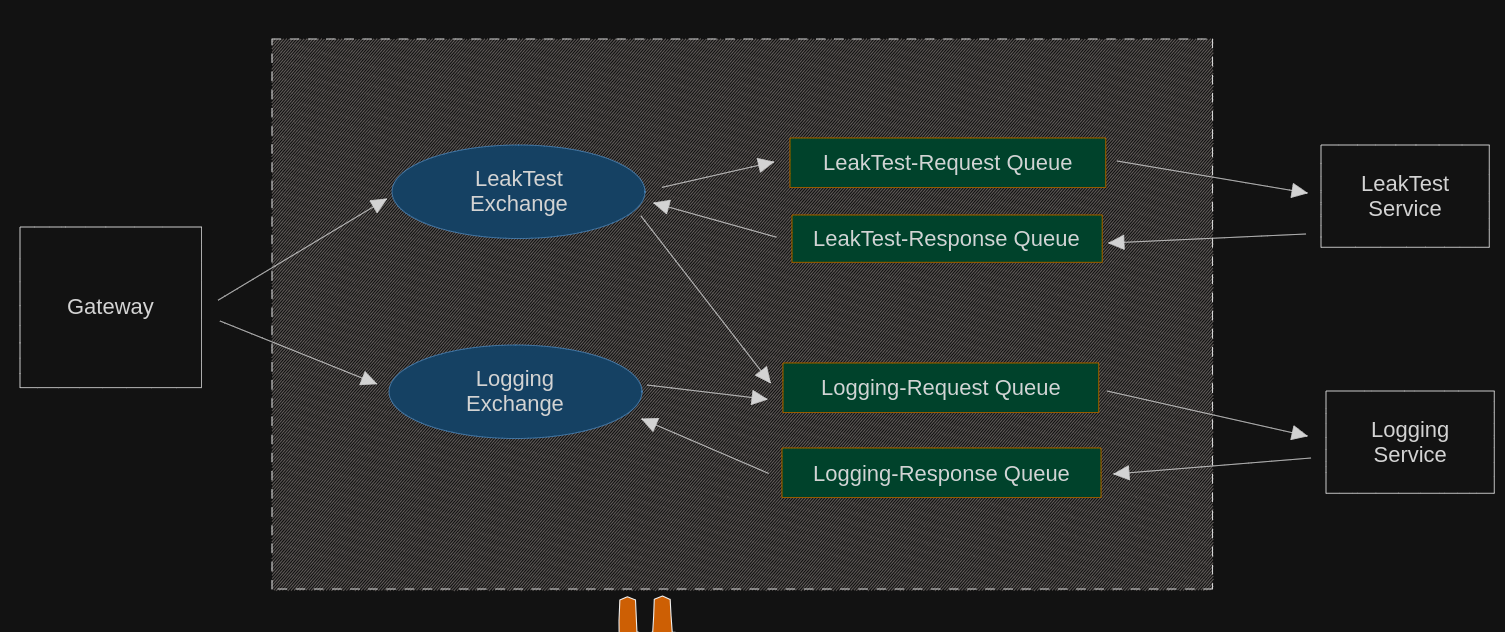 Gateway
LeakTest
Exchange
Logging
Exchange
LeakTest-Request Queue
LeakTest-Response Queue
Logging-Request Queue
Logging-Response Queue
LeakTest
Service
Logging
Service